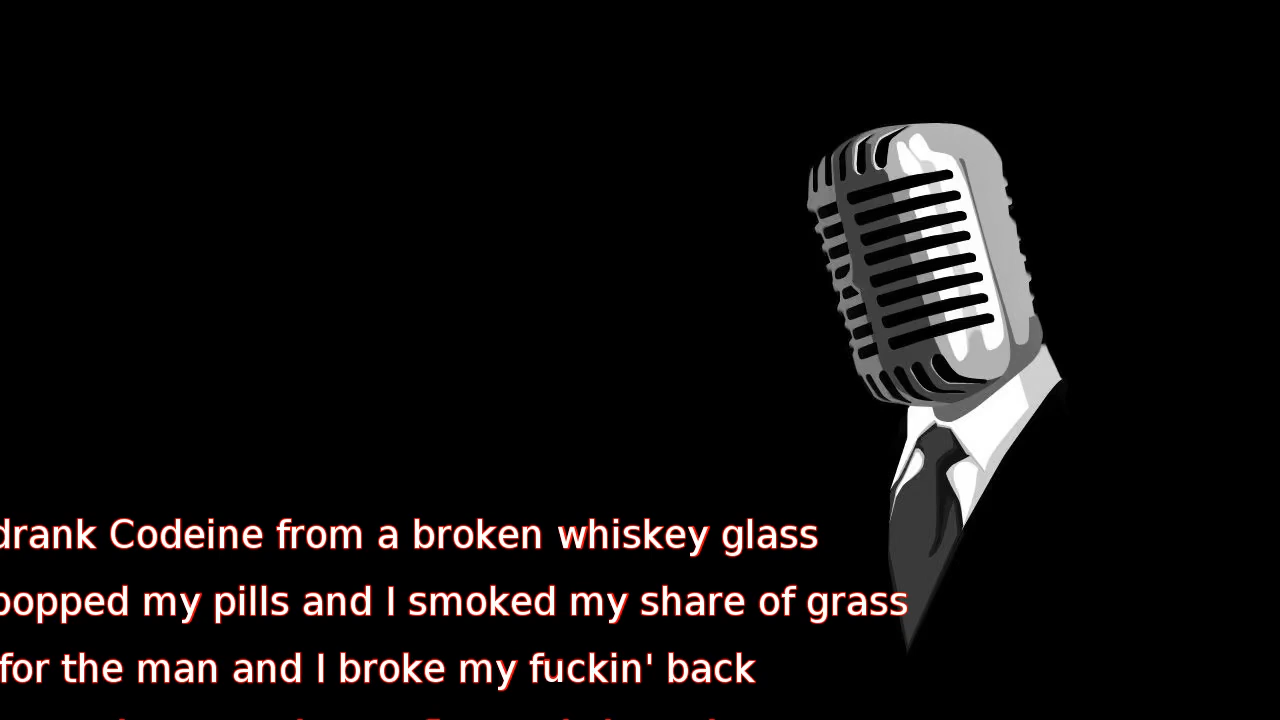 drank Codeine from a broken whiskey glass
popped my pills and I smoked my share of grass
for the man and I broke my fuckin' back